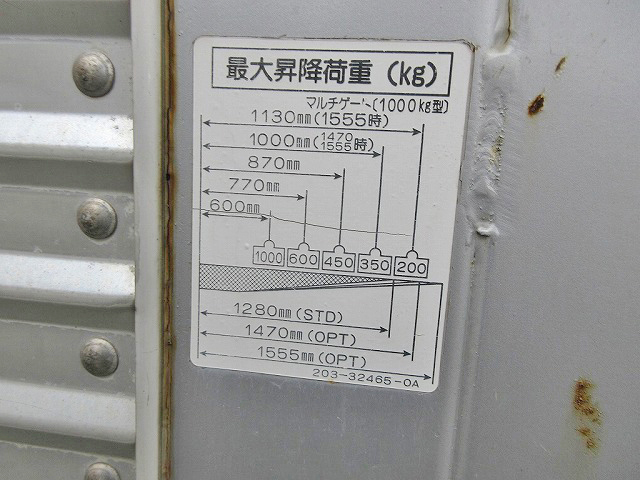 最大昇降荷重 (kg)
マルチゲート(1000kg型)
1130mm(1555時)
1000mm(1470 1555時)
870mm
770mm
600mm
1000 600 450 350 200
1280mm(STD)
1470mm(OPT)
1555mm(OPT)
203-32465-0A